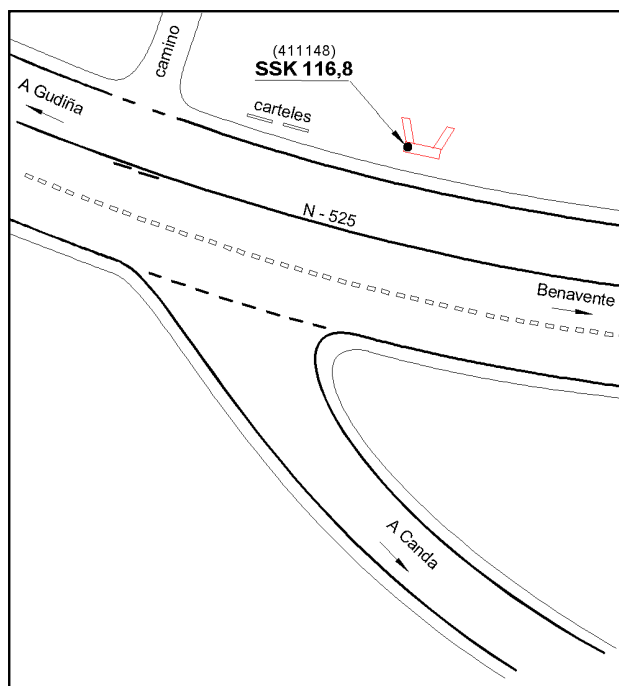 camino
(411148)
SSK 116,8
A Gudiña
carteles
N - 525
Benavente
A Canda